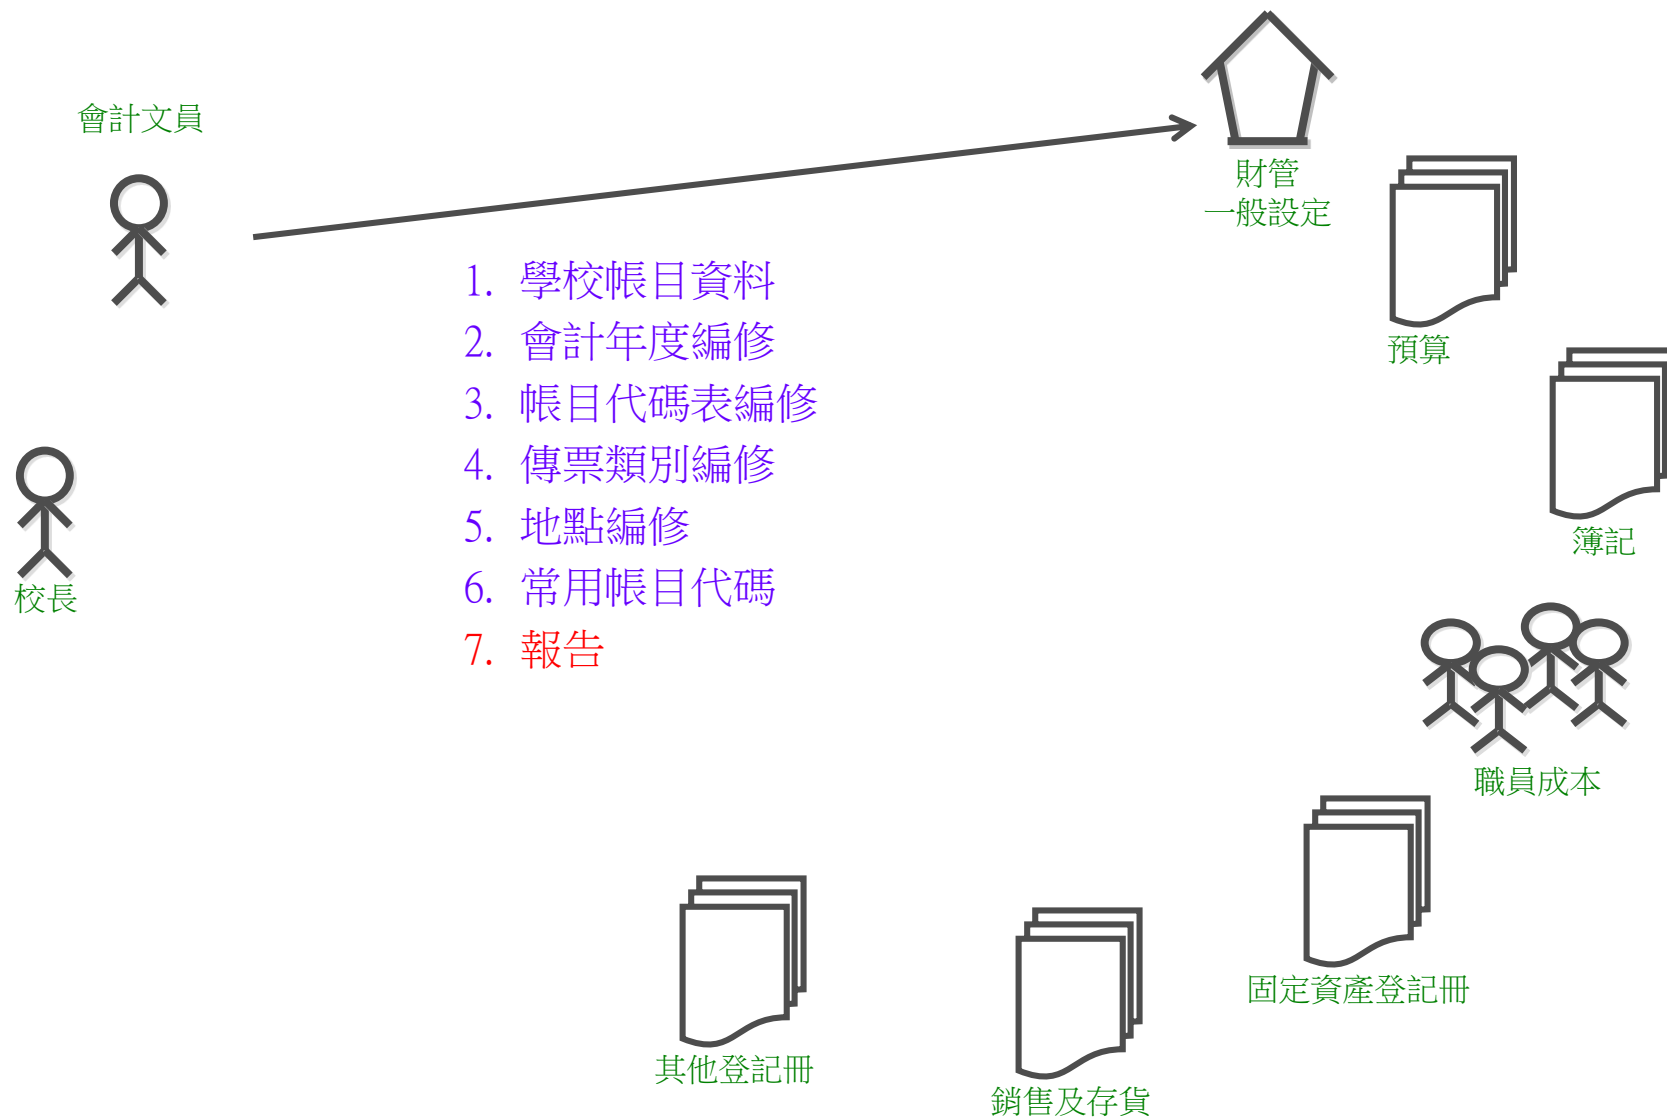 會計文員
財管
一般設定
1. 學校帳目資料
2. 會計年度編修
3. 帳目代碼表編修
4. 傳票類別編修
5. 地點編修
6. 常用帳目代碼
7. 報告
預算
簿記
校長
職員成本
固定資產登記冊
其他登記冊
銷售及存貨